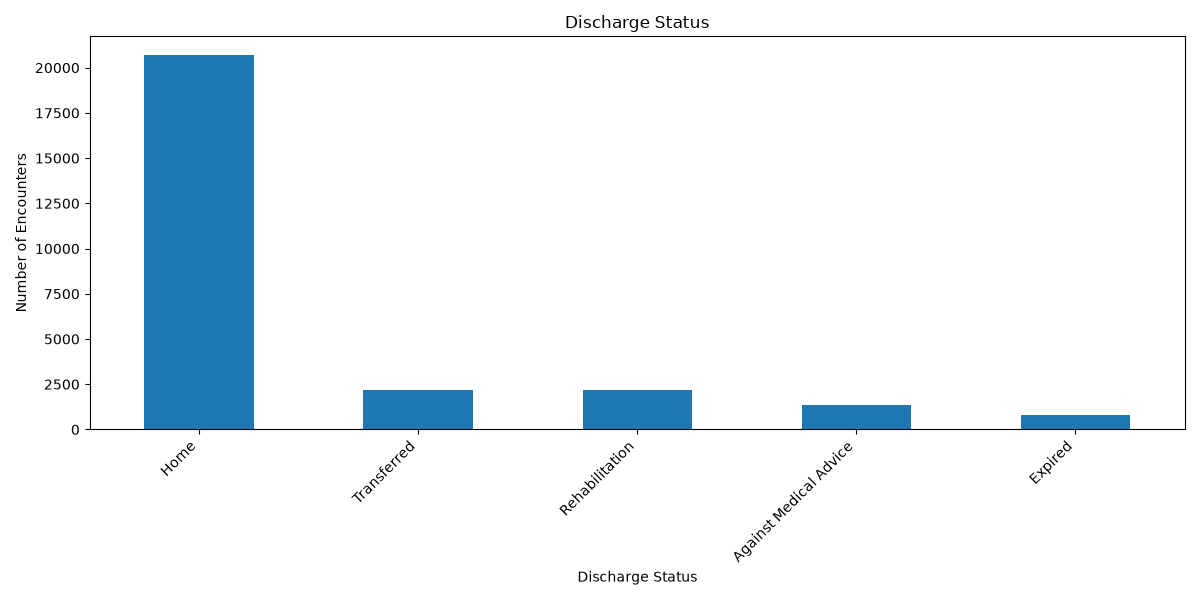 Discharge Status
Number of Encounters
20000
17500
15000
12500
10000
7500
5000
2500
0
Home
Transferred
Rehabilitation
Against Medical Advice
Expired
Discharge Status